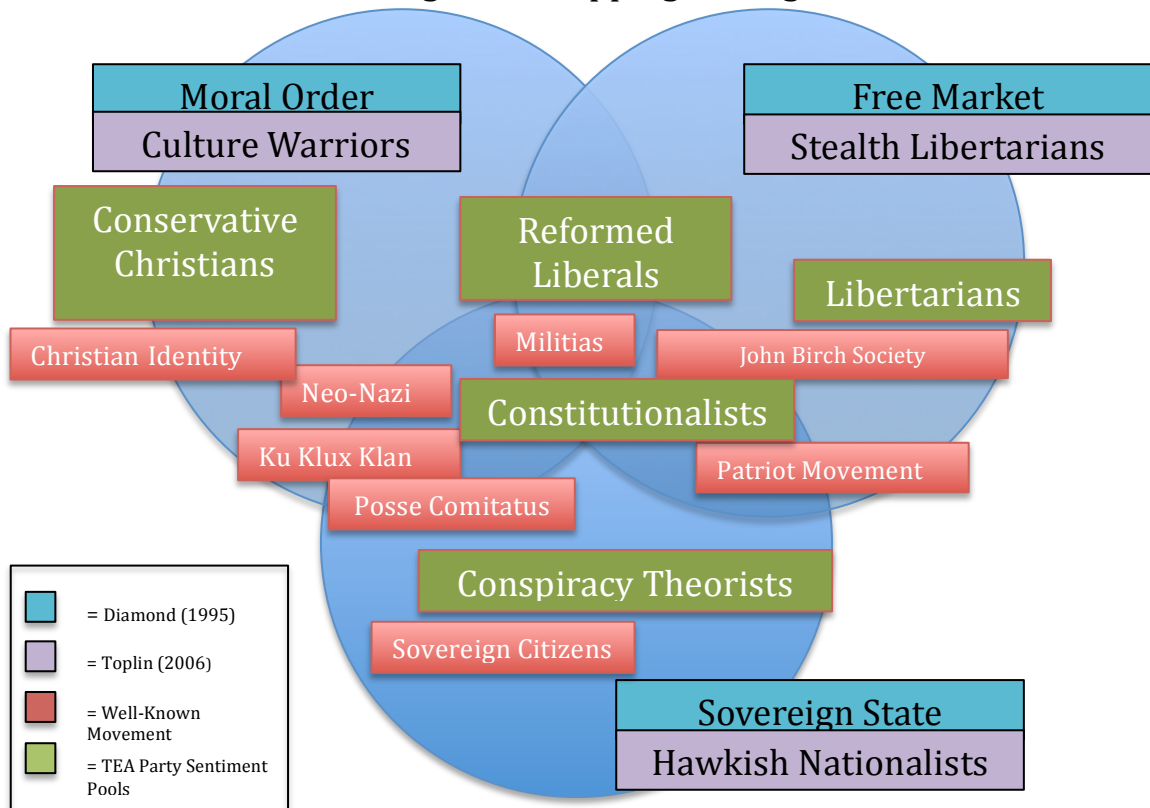 Moral Order
Culture Warriors
Free Market
Stealth Libertarians
Conservative
Christians
Reformed
Liberals
Libertarians
Christian Identity
Militias
John Birch Society
Neo-Nazi
Constitutionalists
Ku Klux Klan
Patriot Movement
Posse Comitatus
Conspiracy Theorists
Sovereign Citizens
Sovereign State
Hawkish Nationalists
= Diamond (1995)
= Toplin (2006)
= Well-Known
Movement
= TEA Party Sentiment
Pools